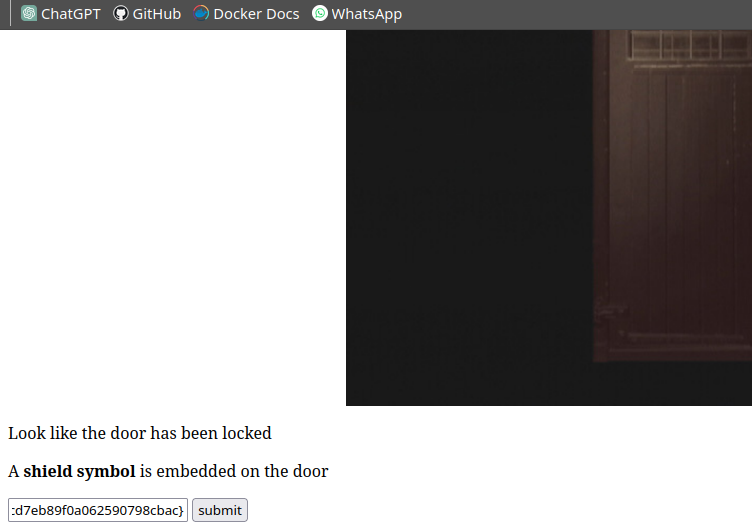 ChatGPT GitHub Docker Docs WhatsApp
Look like the door has been locked
A shield symbol is embedded on the door
:d7eb89f0a062590798cbac} submit